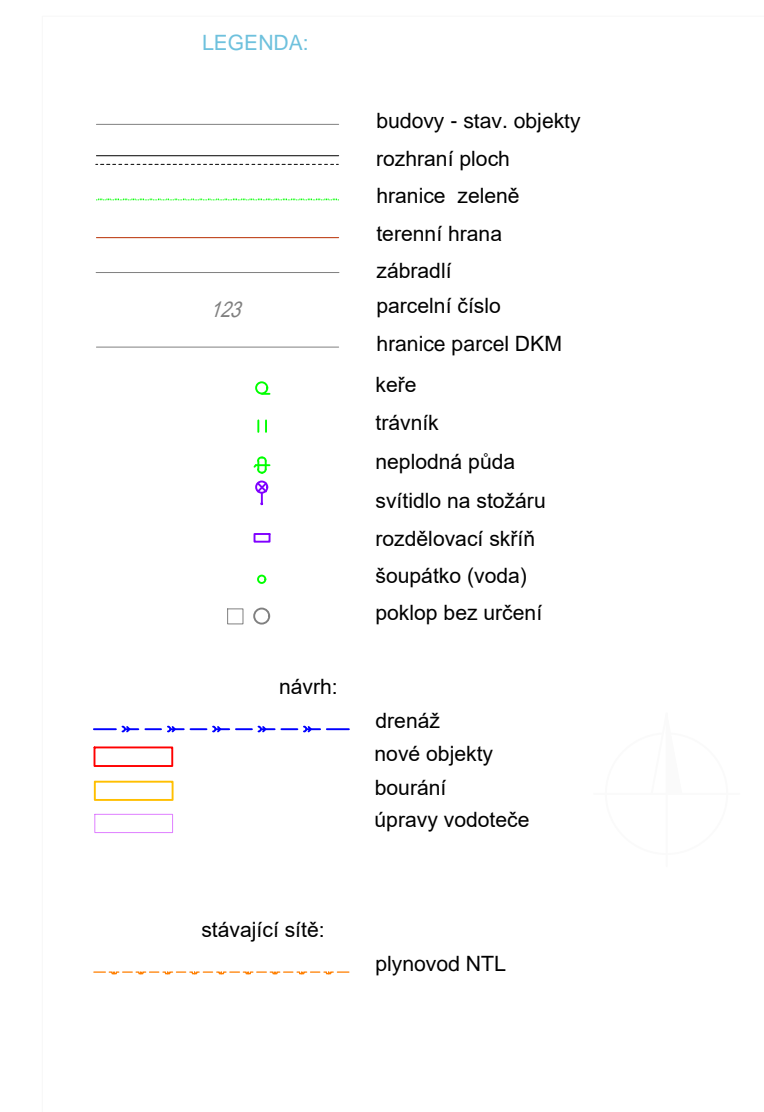 LEGENDA:
budovy - stav. objekty
rozhraní ploch
hranice  zeleně
terenní hrana
zábradlí
123 parcelní číslo
hranice parcel DKM
keře
trávník
neplodná půda
svítidlo na stožáru
rozdělovací skříň
šoupátko (voda)
poklop bez určení
návrh:
drenáž
nové objekty
bourání
úpravy vodoteče
stávající sítě:
plynovod NTL